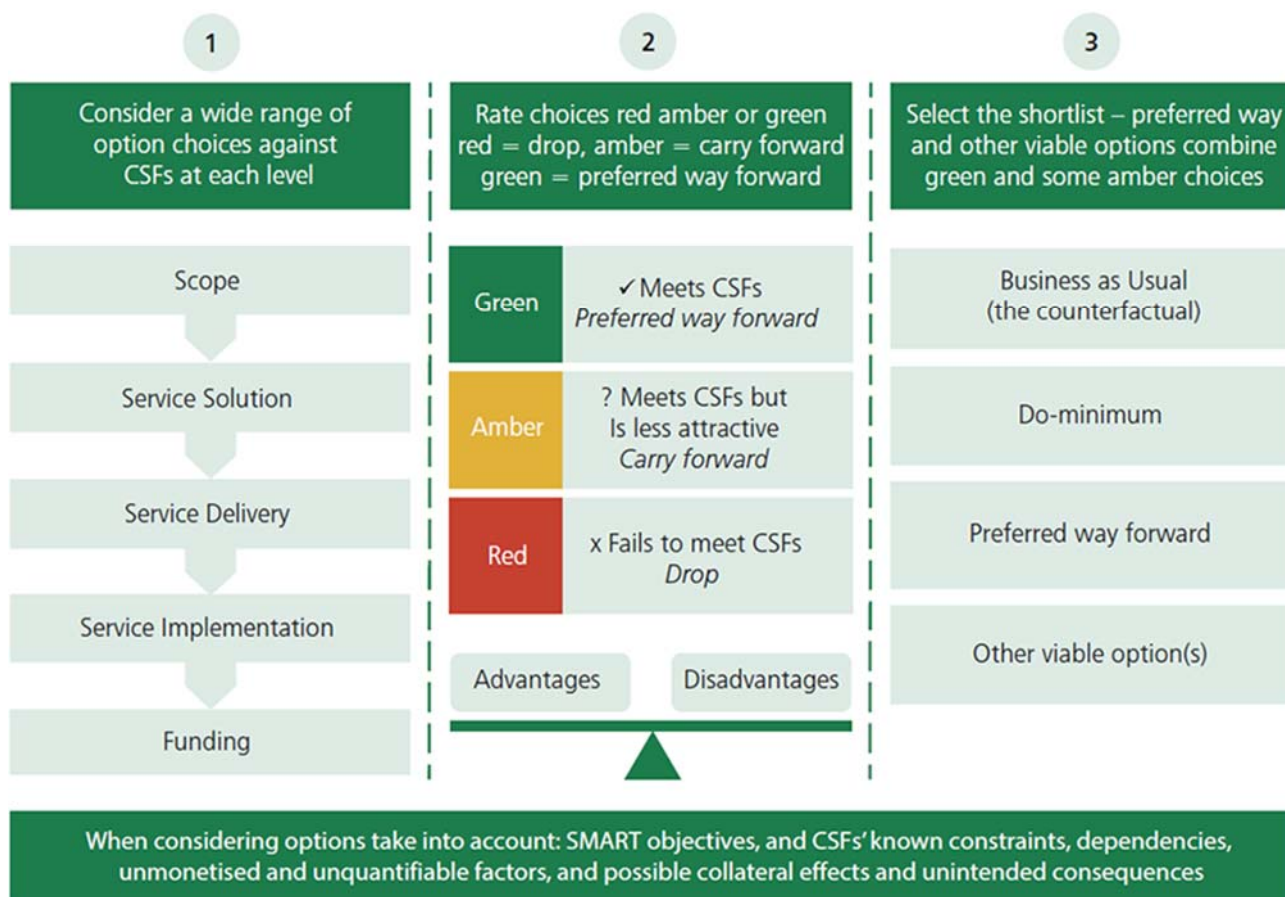 1
Consider a wide range of
option choices against
CSFs at each level
Scope
Service Solution
Service Delivery
Service Implementation
Funding
2
Rate choices red amber or green
red = drop, amber = carry forward
green = preferred way forward
Green
✓ Meets CSFs
Preferred way forward
Amber
? Meets CSFs but
Is less attractive
Carry forward
Red
x Fails to meet CSFs
Drop
Advantages
Disadvantages
3
Select the shortlist – preferred way
and other viable options combine
green and some amber choices
Business as Usual
(the counterfactual)
Do-minimum
Preferred way forward
Other viable option(s)
When considering options take into account: SMART objectives, and CSFs’ known constraints, dependencies,
unmonetised and unquantifiable factors, and possible collateral effects and unintended consequences